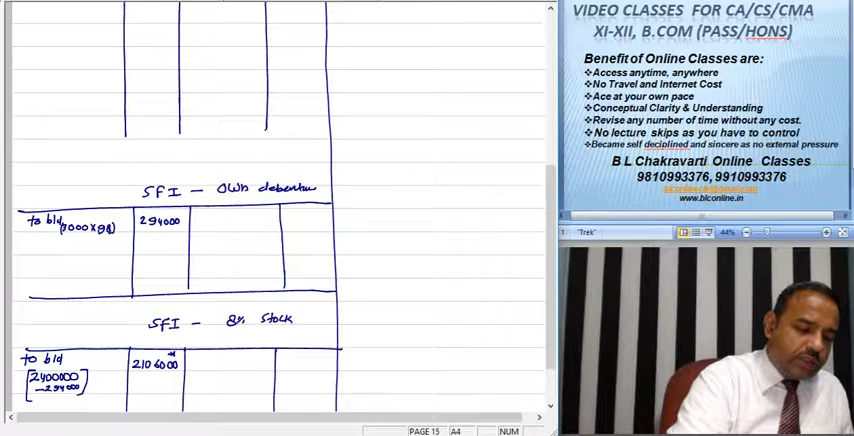 SFI - Own debenture
to bld
(3000 x 98)
294000
SFI - 8% Stock
to bld
2400000
- 294000
2106000
VIDEO CLASSES FOR CA/CS/CMA
XI-XII, B.COM (PASS/HONS)
Benefit of Online Classes are:
❖Access anytime, anywhere
❖No Travel and Internet Cost
❖Ace at your own pace
❖Conceptual Clarity & Understanding
❖Revise any number of time without any cost.
❖No lecture skips as you have to control
❖Became self deciplined and sincere as no external pressure
B L Chakravarti Online Classes
9810993376, 9910993376
www.blconline.in
1 "Trek" 44%
PAGE 15 A4 NUM